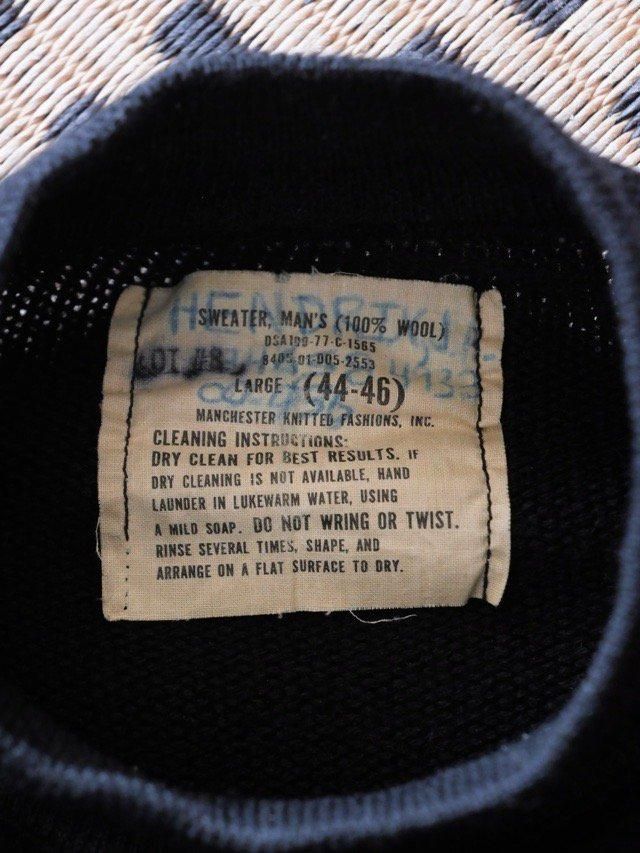 SWEATER, MAN'S (100% WOOL)
DSA100-77-C-1565
8405-01-005-2553
LARGE (44-46)
MANCHESTER KNITTED FASHIONS, INC.
CLEANING INSTRUCTIONS:
DRY CLEAN FOR BEST RESULTS. IF
DRY CLEANING IS NOT AVAILABLE, HAND
LAUNDER IN LUKEWARM WATER, USING
A MILD SOAP. DO NOT WRING OR TWIST.
RINSE SEVERAL TIMES, SHAPE, AND
ARRANGE ON A FLAT SURFACE TO DRY.